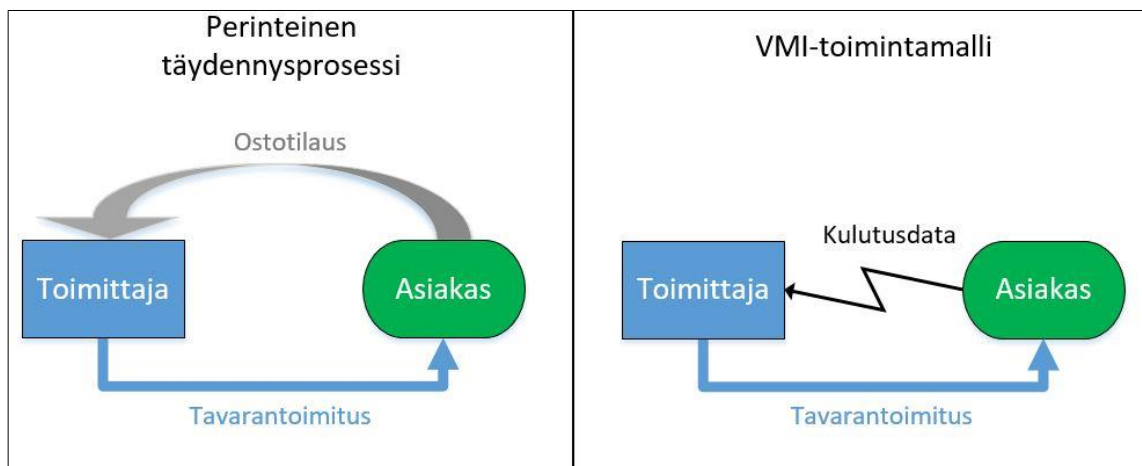 Perinteinen
täydennysprosessi
Ostotilaus
Toimittaja
Asiakas
Tavarantoimitus
VMI-toimintamalli
Kulutusdata
Toimittaja
Asiakas
Tavarantoimitus